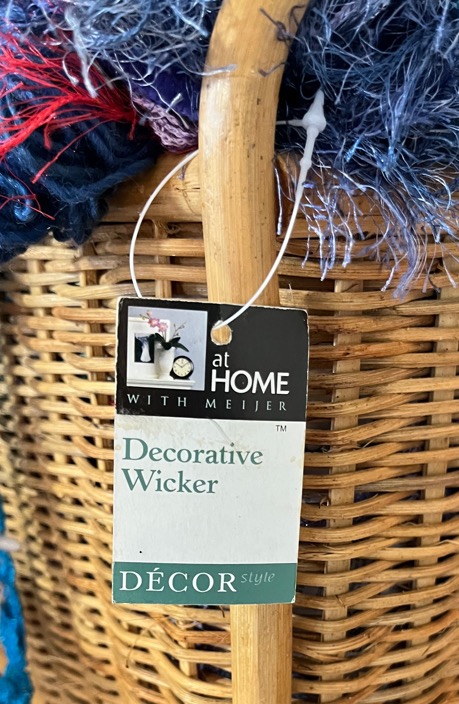 at
HOME
WITH MEIJER
™
Decorative
Wicker
DÉCOR style